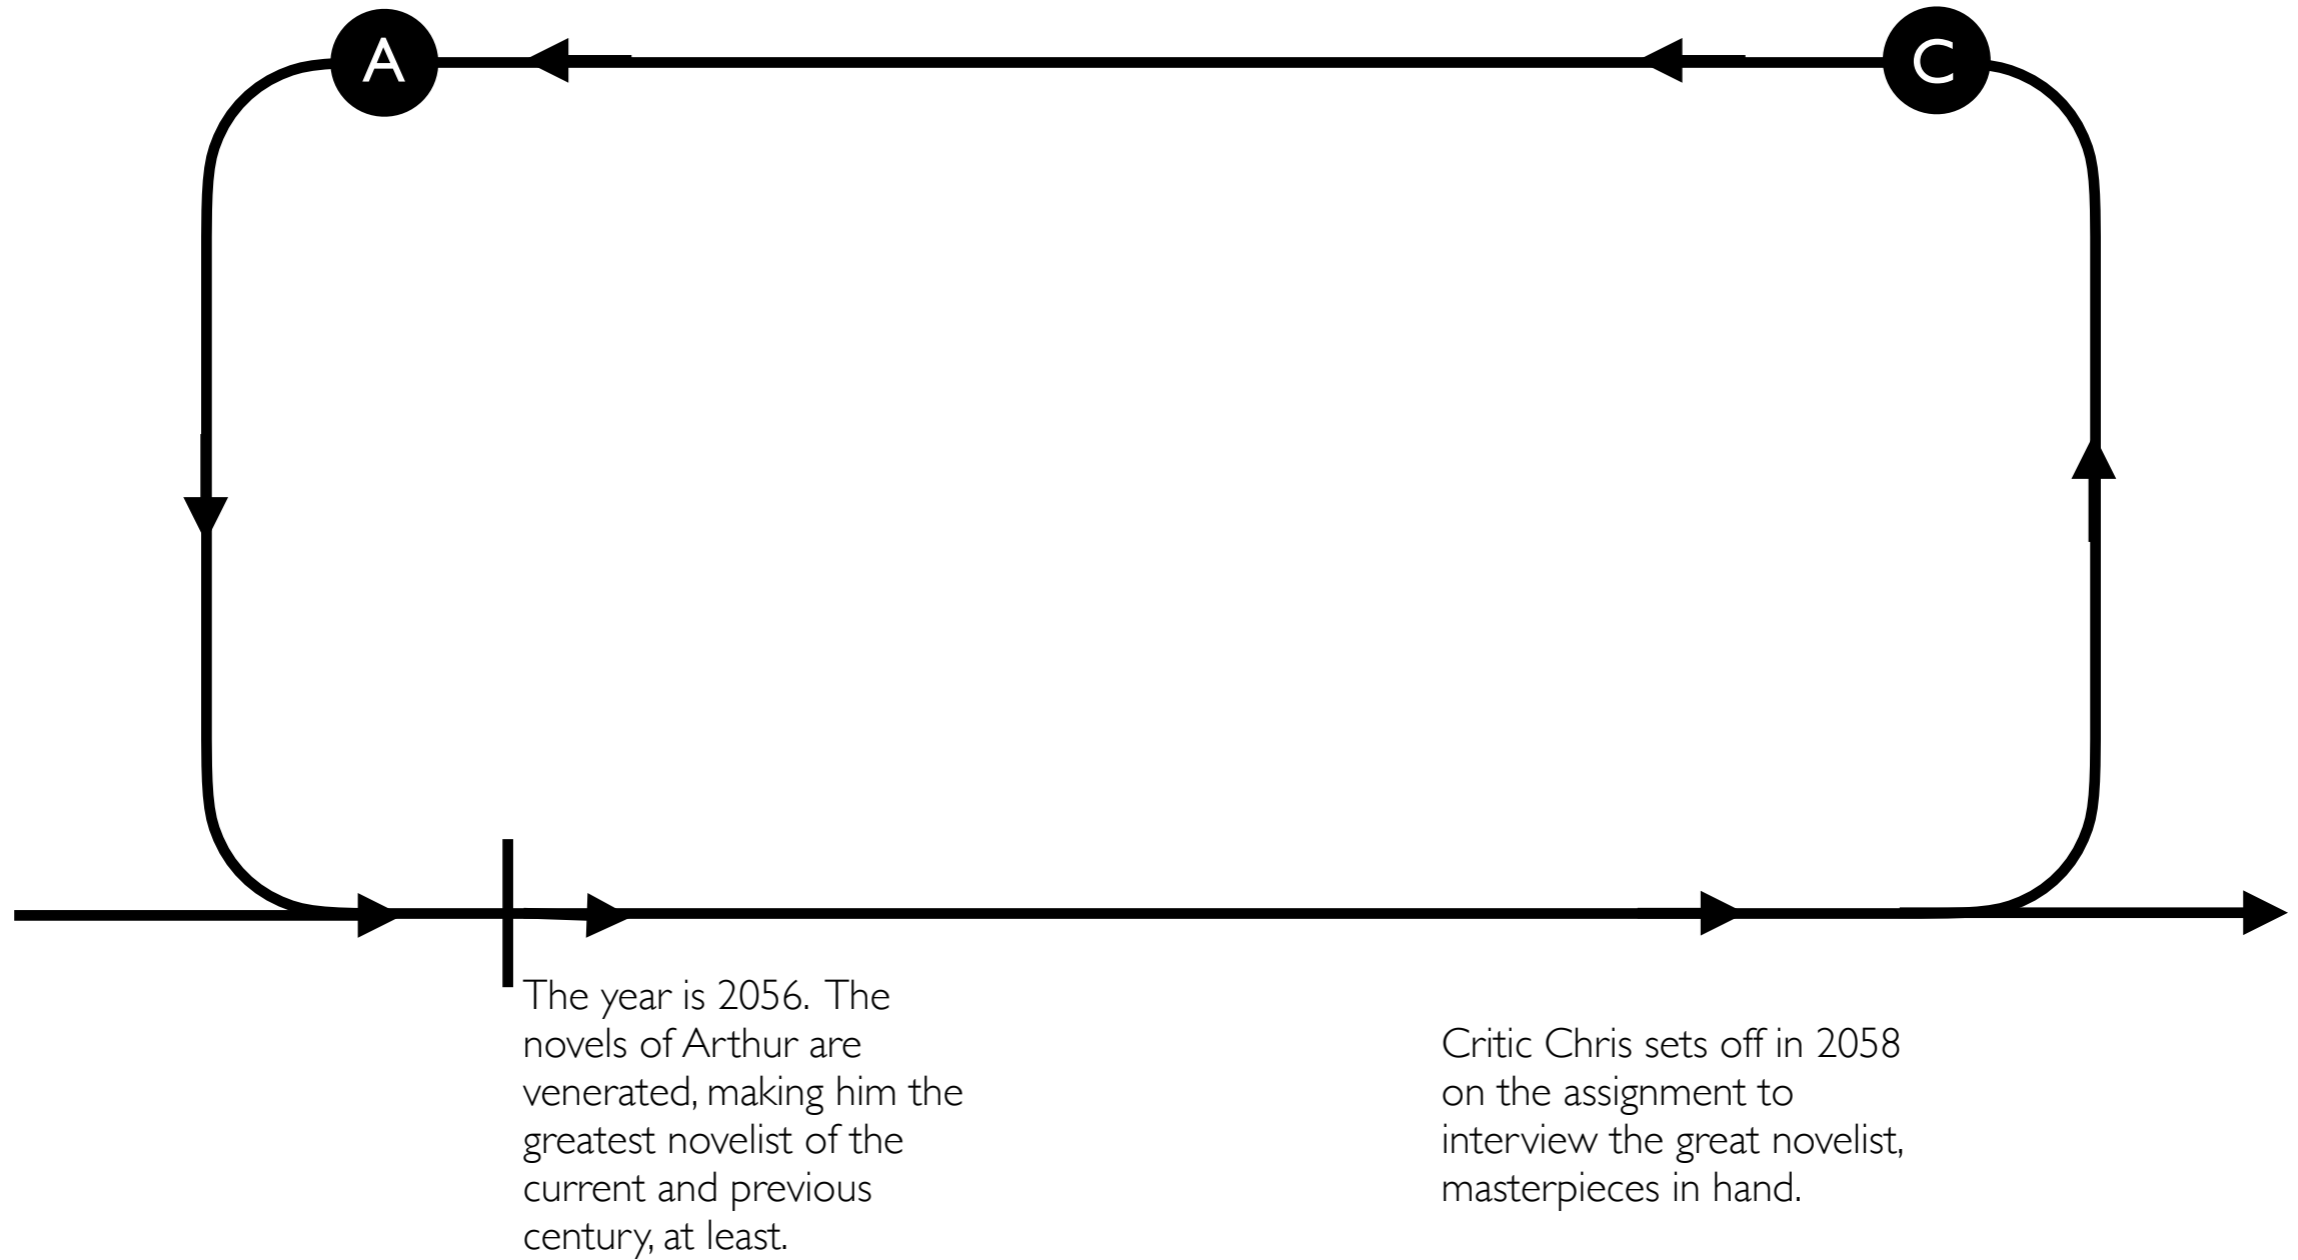 A
C
The year is 2056. The
novels of Arthur are
venerated, making him the
greatest novelist of the
current and previous
century, at least.
Critic Chris sets off in 2058
on the assignment to
interview the great novelist,
masterpieces in hand.